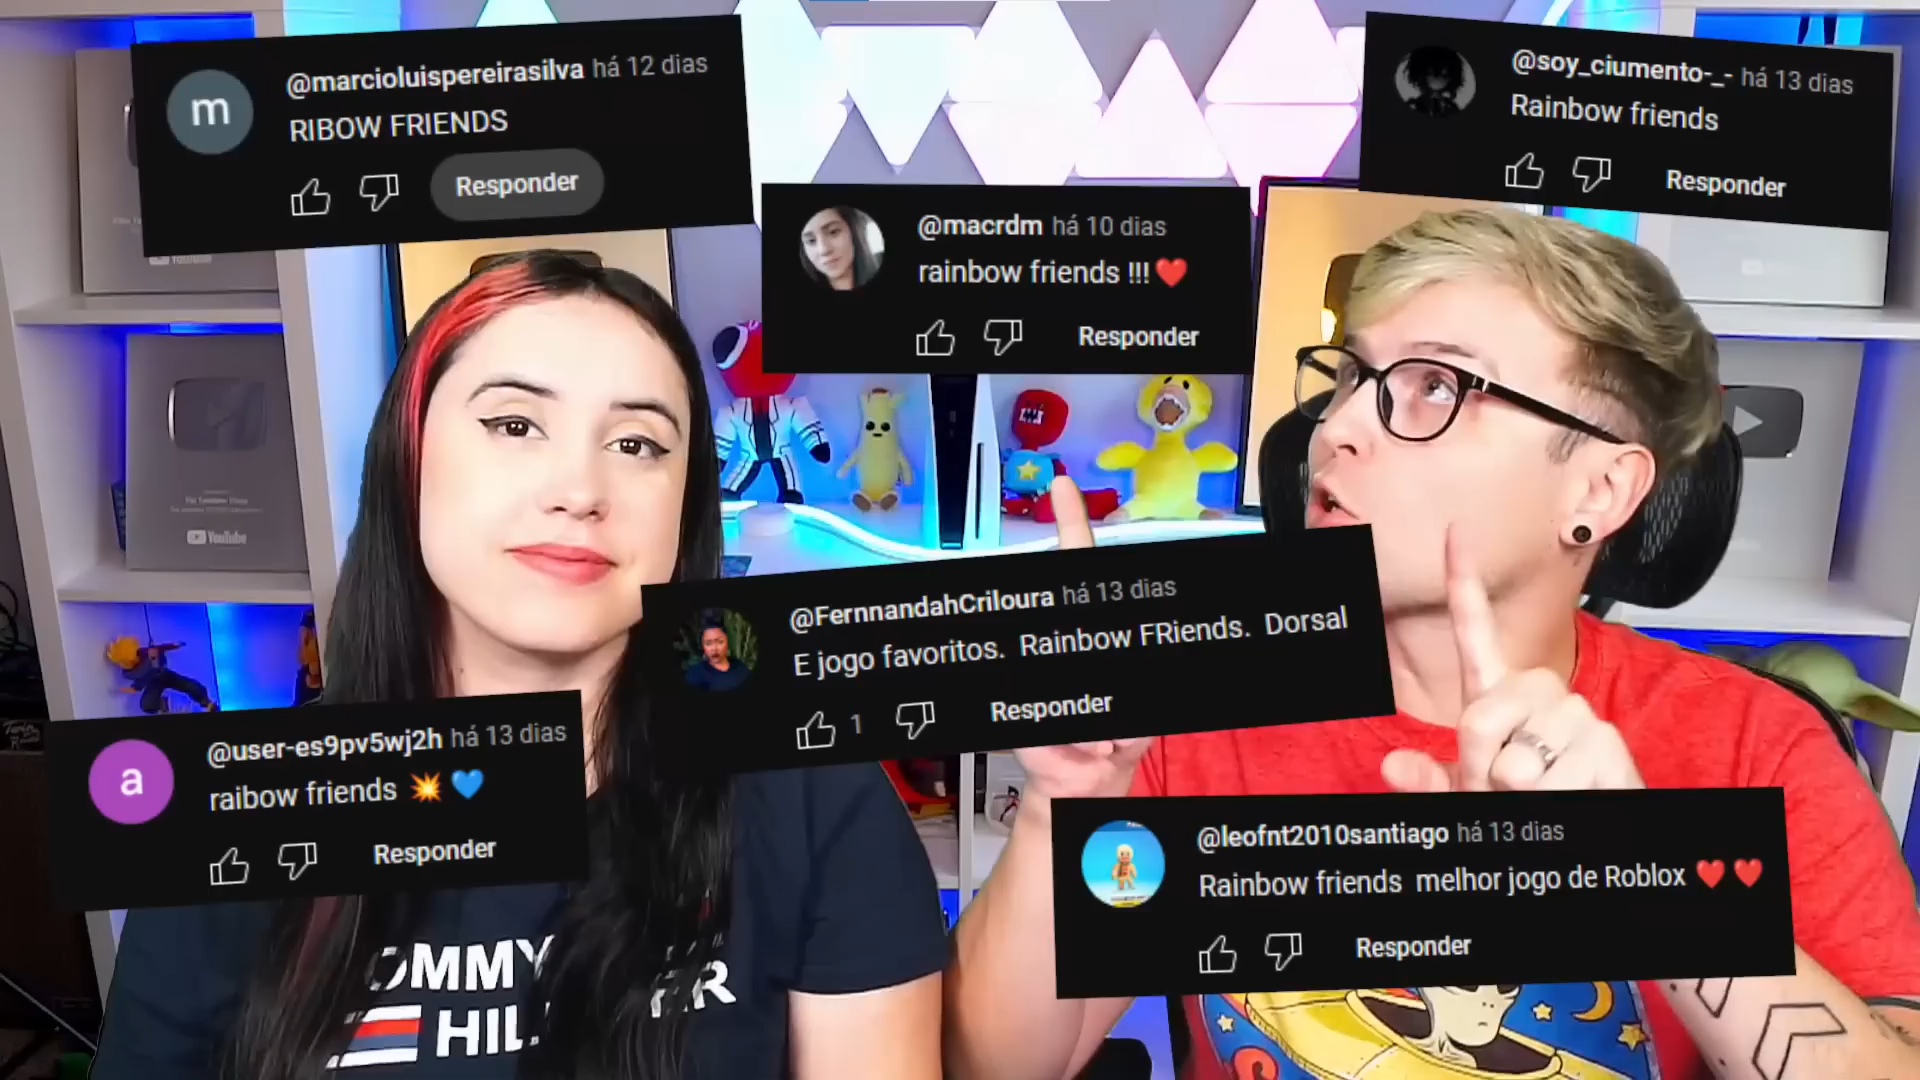 @marcioluispereirasilva há 12 dias
RIBOW FRIENDS
Responder
@soy_ciumento-_- há 13 dias
Rainbow friends
Responder
@macrdm há 10 dias
rainbow friends !!! ❤️
Responder
@FernnandahCriloura há 13 dias
E jogo favoritos. Rainbow FRiends. Dorsal
1
Responder
@user-es9pv5wj2h há 13 dias
raibow friends 💥 💙
Responder
@leofnt2010santiago há 13 dias
Rainbow friends melhor jogo de Roblox ❤️ ❤️
Responder
m
a
YouTube
YouTube
OMMY
HIL